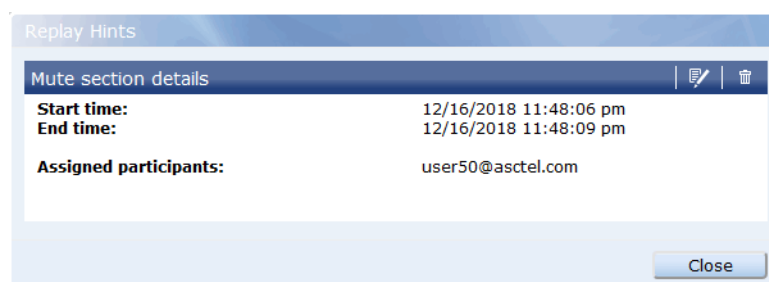 Replay Hints
Mute section details
Start time: 12/16/2018 11:48:06 pm
End time: 12/16/2018 11:48:09 pm
Assigned participants: user50@asctel.com
Close